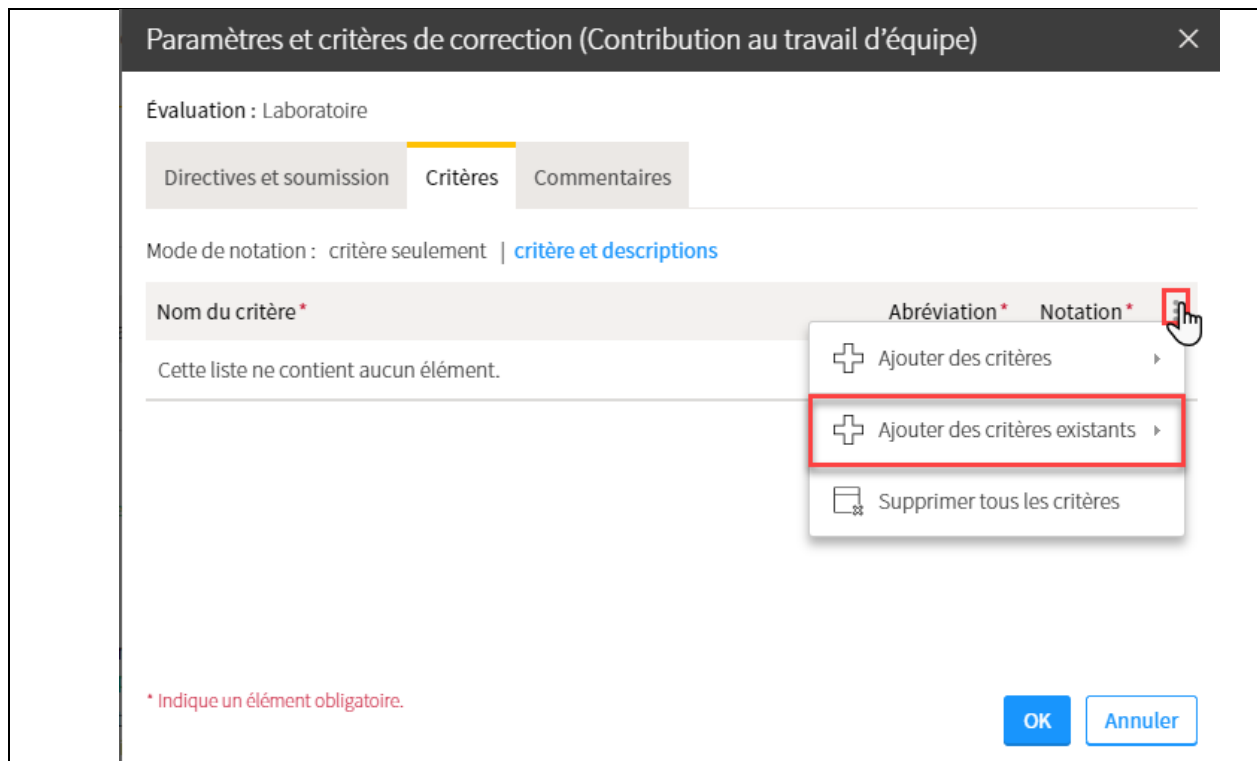 Paramètres et critères de correction (Contribution au travail d’équipe)
Évaluation : Laboratoire
Directives et soumission Critères Commentaires
Mode de notation : critère seulement | critère et descriptions
Nom du critère* Abréviation* Notation*
Cette liste ne contient aucun élément.
Ajouter des critères
Ajouter des critères existants
Supprimer tous les critères
* Indique un élément obligatoire.
OK Annuler